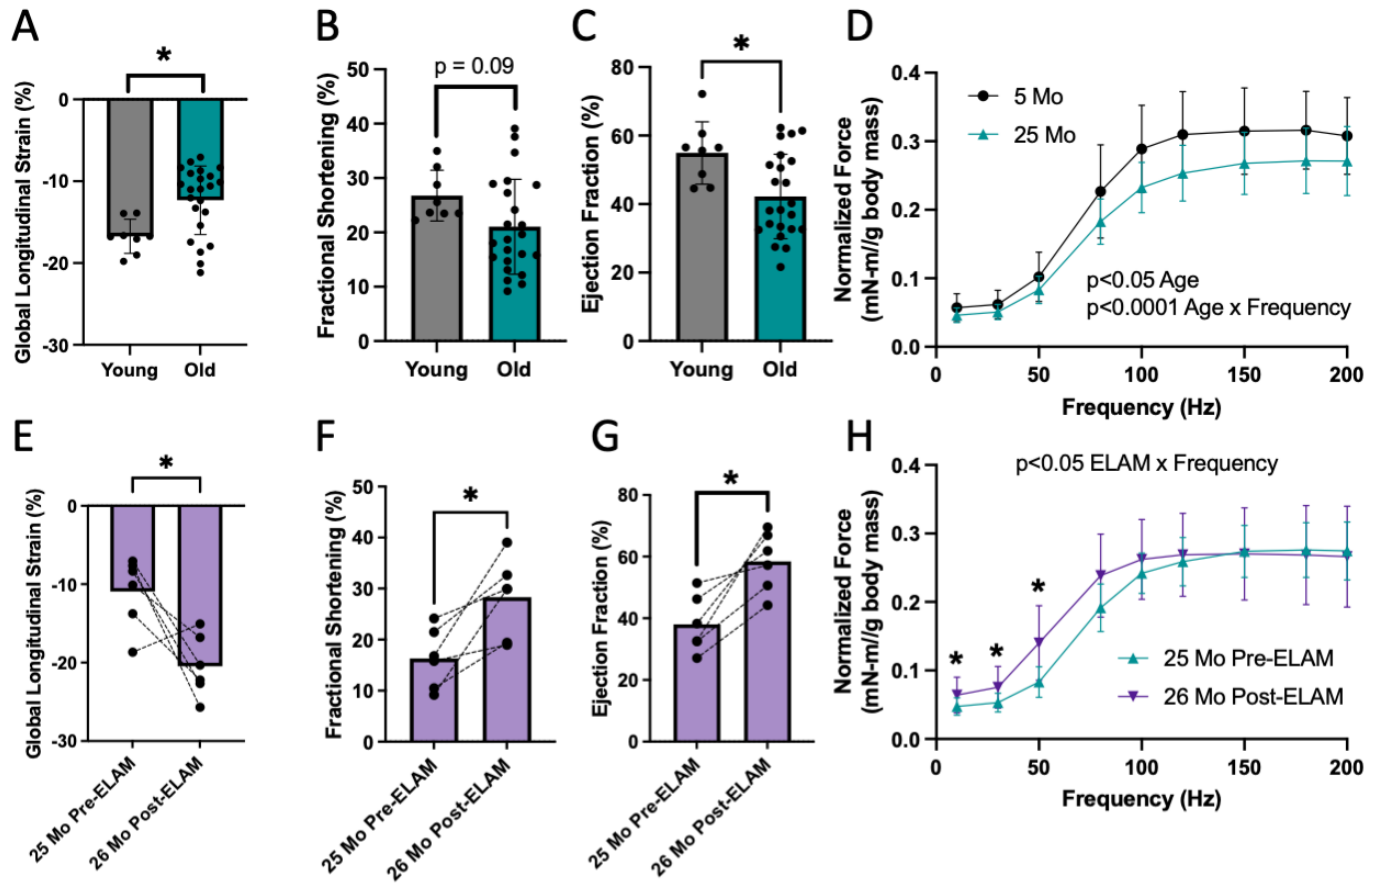 A
B
C
D
*
Global Longitudinal Strain (%)
0
-10
-20
-30
Young
Old
p = 0.09
Fractional Shortening (%)
50
40
30
20
10
0
Young
Old
*
Ejection Fraction (%)
80
60
40
20
0
Young
Old
Normalized Force
(mN-m//g body mass)
0.4
0.3
0.2
0.1
0.0
5 Mo
25 Mo
p<0.05 Age
p<0.0001 Age x Frequency
0
50
100
150
200
Frequency (Hz)
E
F
G
H
*
Global Longitudinal Strain (%)
0
-10
-20
-30
25 Mo Pre-ELAM
26 Mo Post-ELAM
*
Fractional Shortening (%)
50
40
30
20
10
0
25 Mo Pre-ELAM
26 Mo Post-ELAM
*
Ejection Fraction (%)
80
60
40
20
0
25 Mo Pre-ELAM
26 Mo Post-ELAM
p<0.05 ELAM x Frequency
Normalized Force
(mN-m//g body mass)
0.4
0.3
0.2
0.1
0.0
*
*
*
25 Mo Pre-ELAM
26 Mo Post-ELAM
0
50
100
150
200
Frequency (Hz)